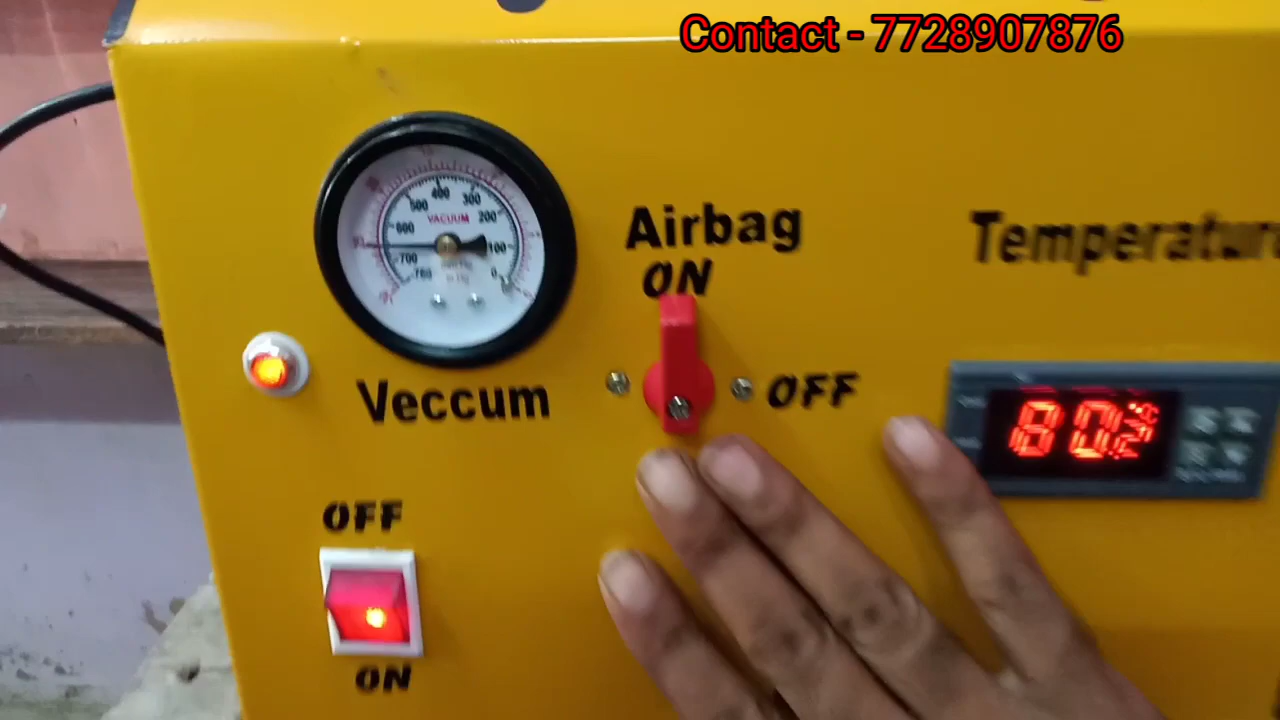 Contact - 7728907876
400
500
300
600
VACUUM
200
100
700
760
0
Airbag
ON
OFF
Temperature
Veccum
80.2
°C
OFF
ON